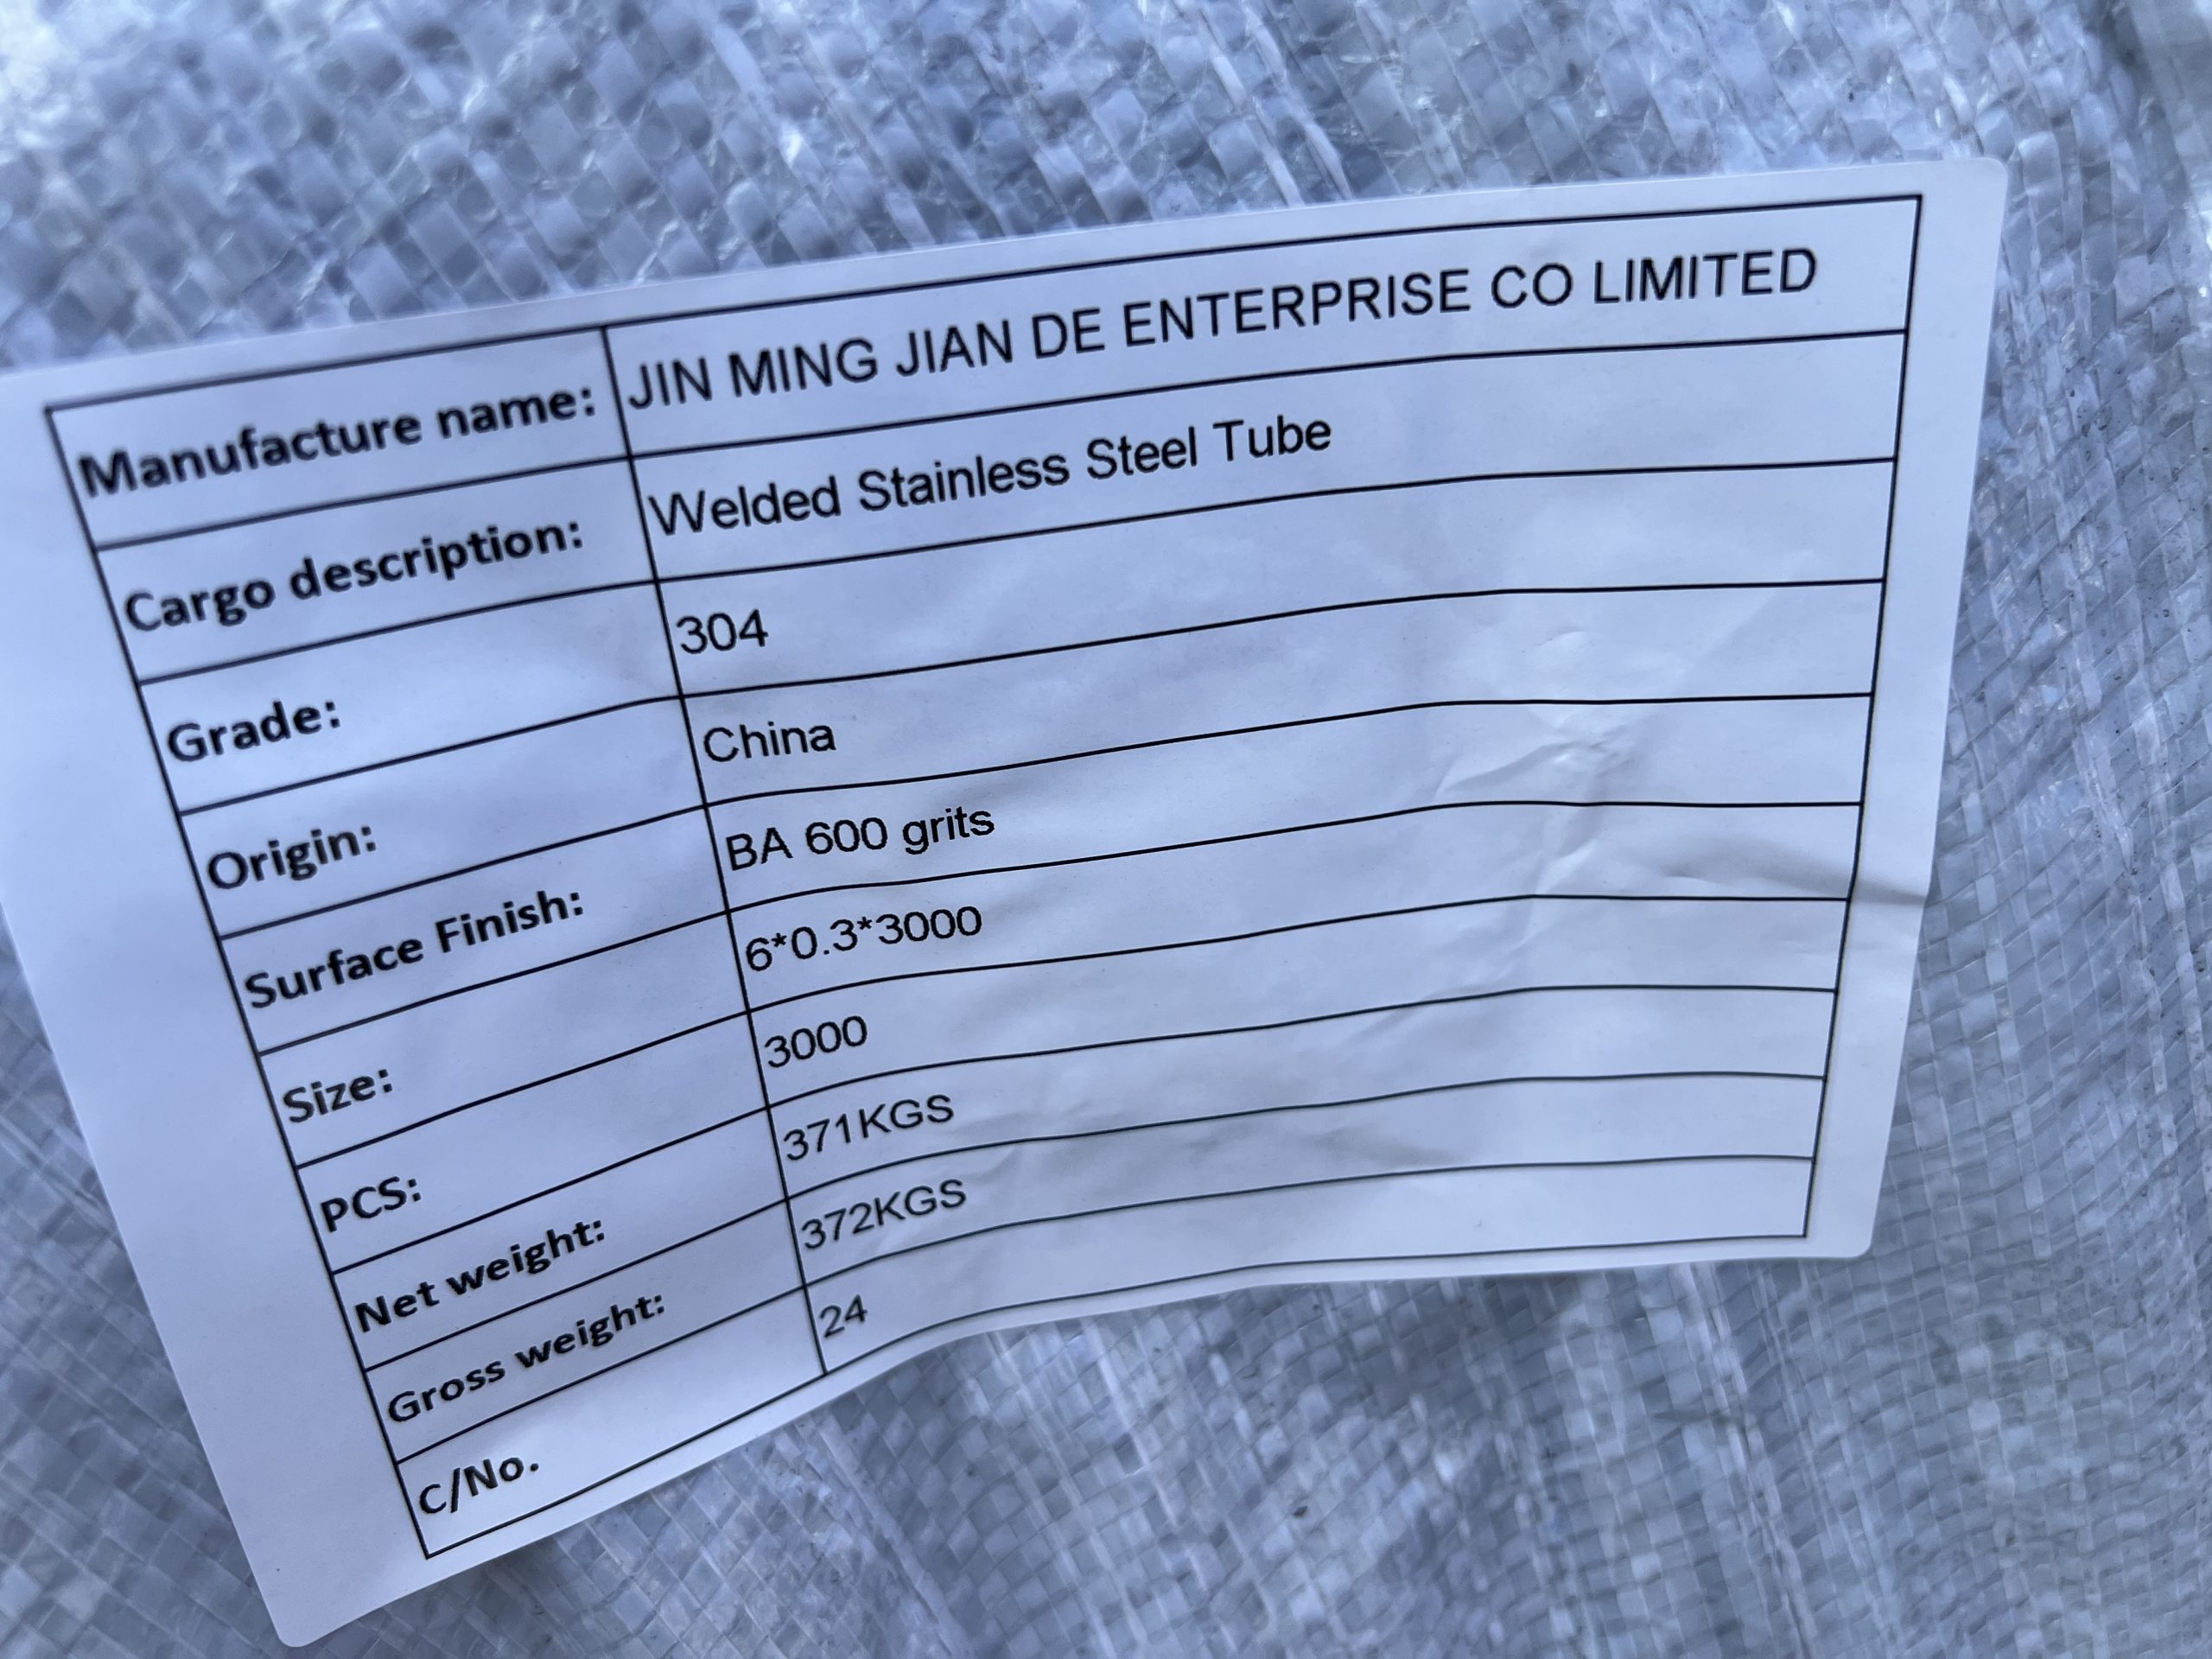 Manufacture name: JIN MING JIAN DE ENTERPRISE CO LIMITED
Cargo description: Welded Stainless Steel Tube
Grade: 304
Origin: China
Surface Finish: BA 600 grits
Size: 6*0.3*3000
PCS: 3000
Net weight: 371KGS
Gross weight: 372KGS
C/No. 24